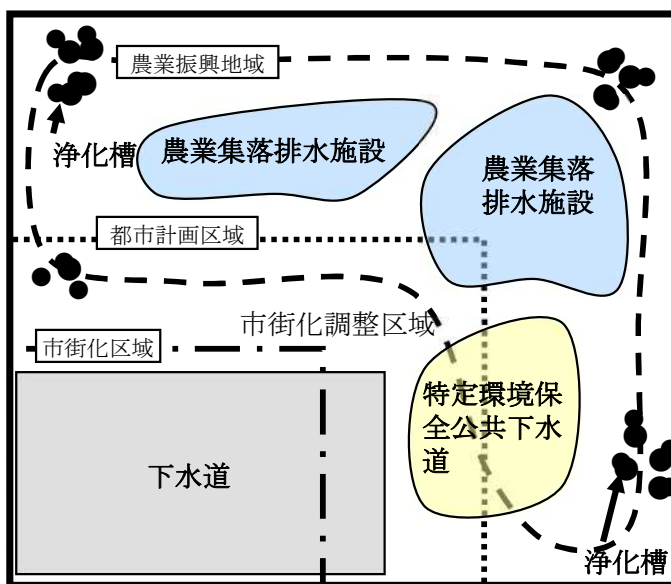 農業振興地域
浄化槽
農業集落排水施設
農業集落
排水施設
都市計画区域
市街化調整区域
市街化区域
特定環境保
全公共下水
道
下水道
浄化槽